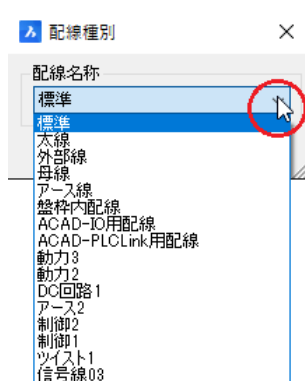 配線種別
配線名称
標準
標準
太線
外部線
母線
アース線
盤枠内配線
ACAD-IO用配線
ACAD-PLCLink用配線
動力3
動力2
DC回路1
アース2
制御2
制御1
ツイスト1
信号線03